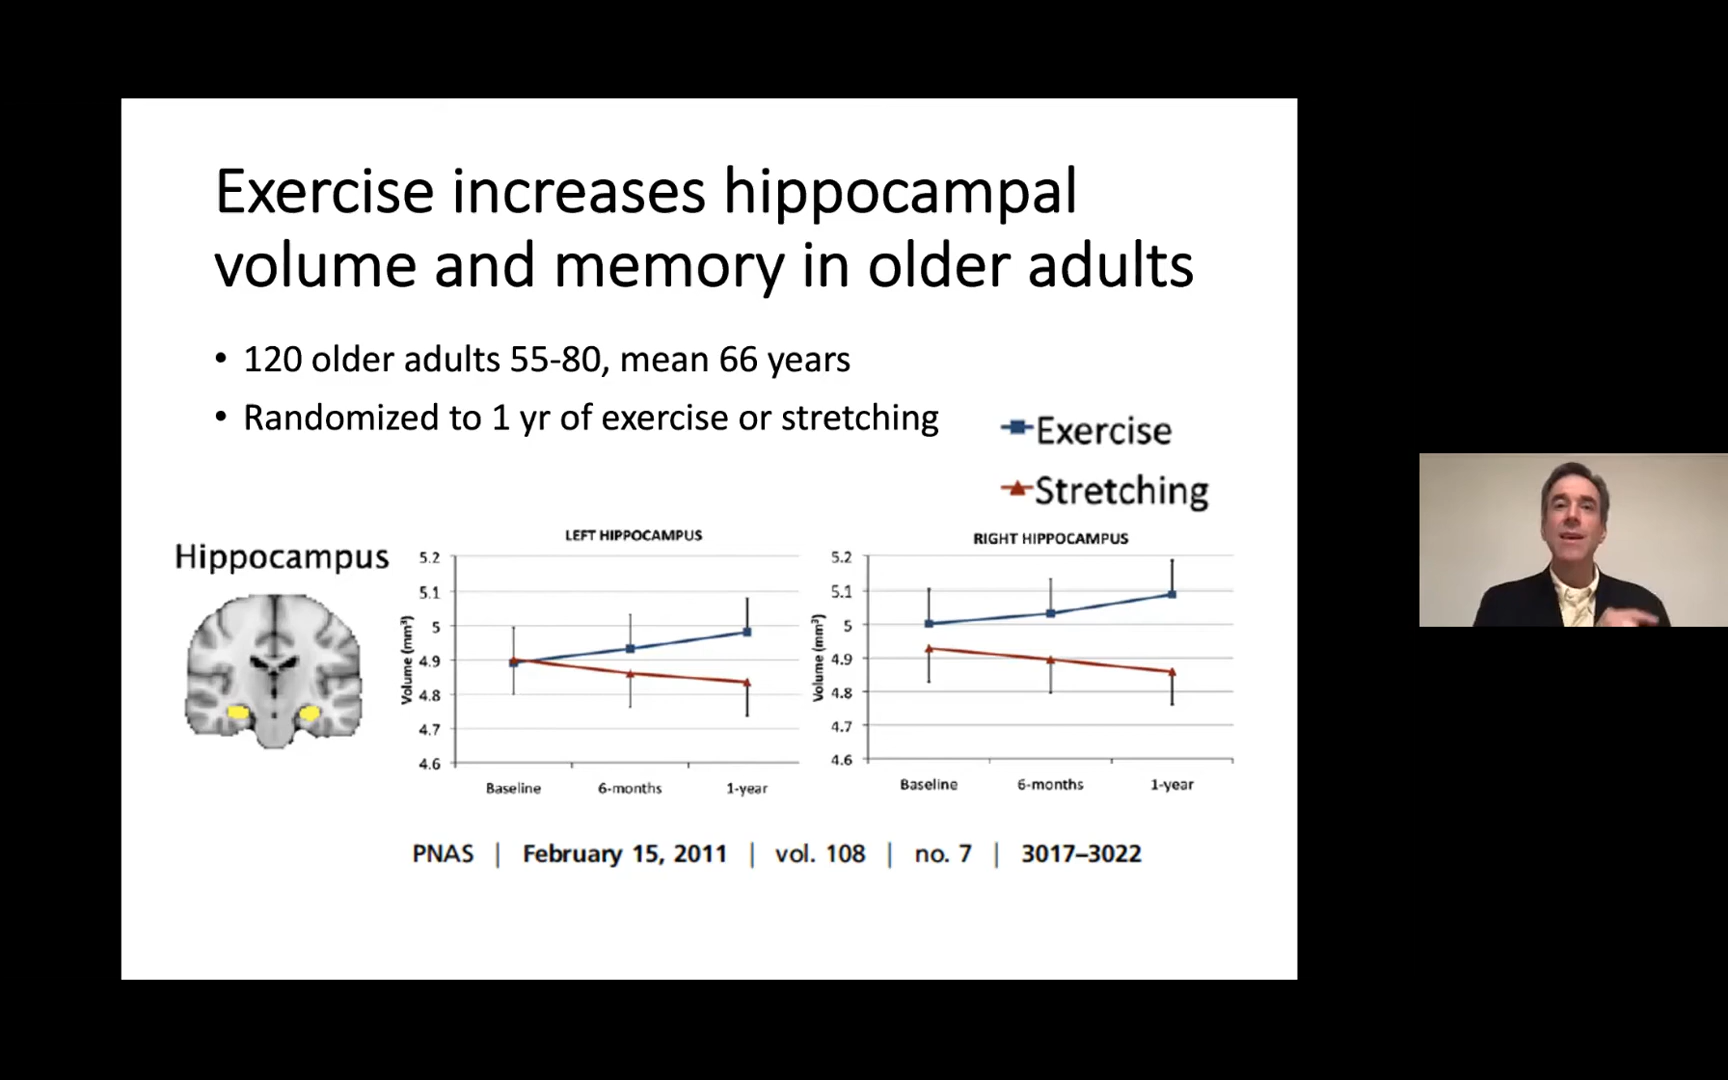 Exercise increases hippocampal
volume and memory in older adults
• 120 older adults 55-80, mean 66 years
• Randomized to 1 yr of exercise or stretching
Exercise
Stretching
Hippocampus
LEFT HIPPOCAMPUS
Volume (mm³)
5.2
5.1
5
4.9
4.8
4.7
4.6
Baseline 6-months 1-year
RIGHT HIPPOCAMPUS
Volume (mm³)
5.2
5.1
5
4.9
4.8
4.7
4.6
Baseline 6-months 1-year
PNAS | February 15, 2011 | vol. 108 | no. 7 | 3017–3022